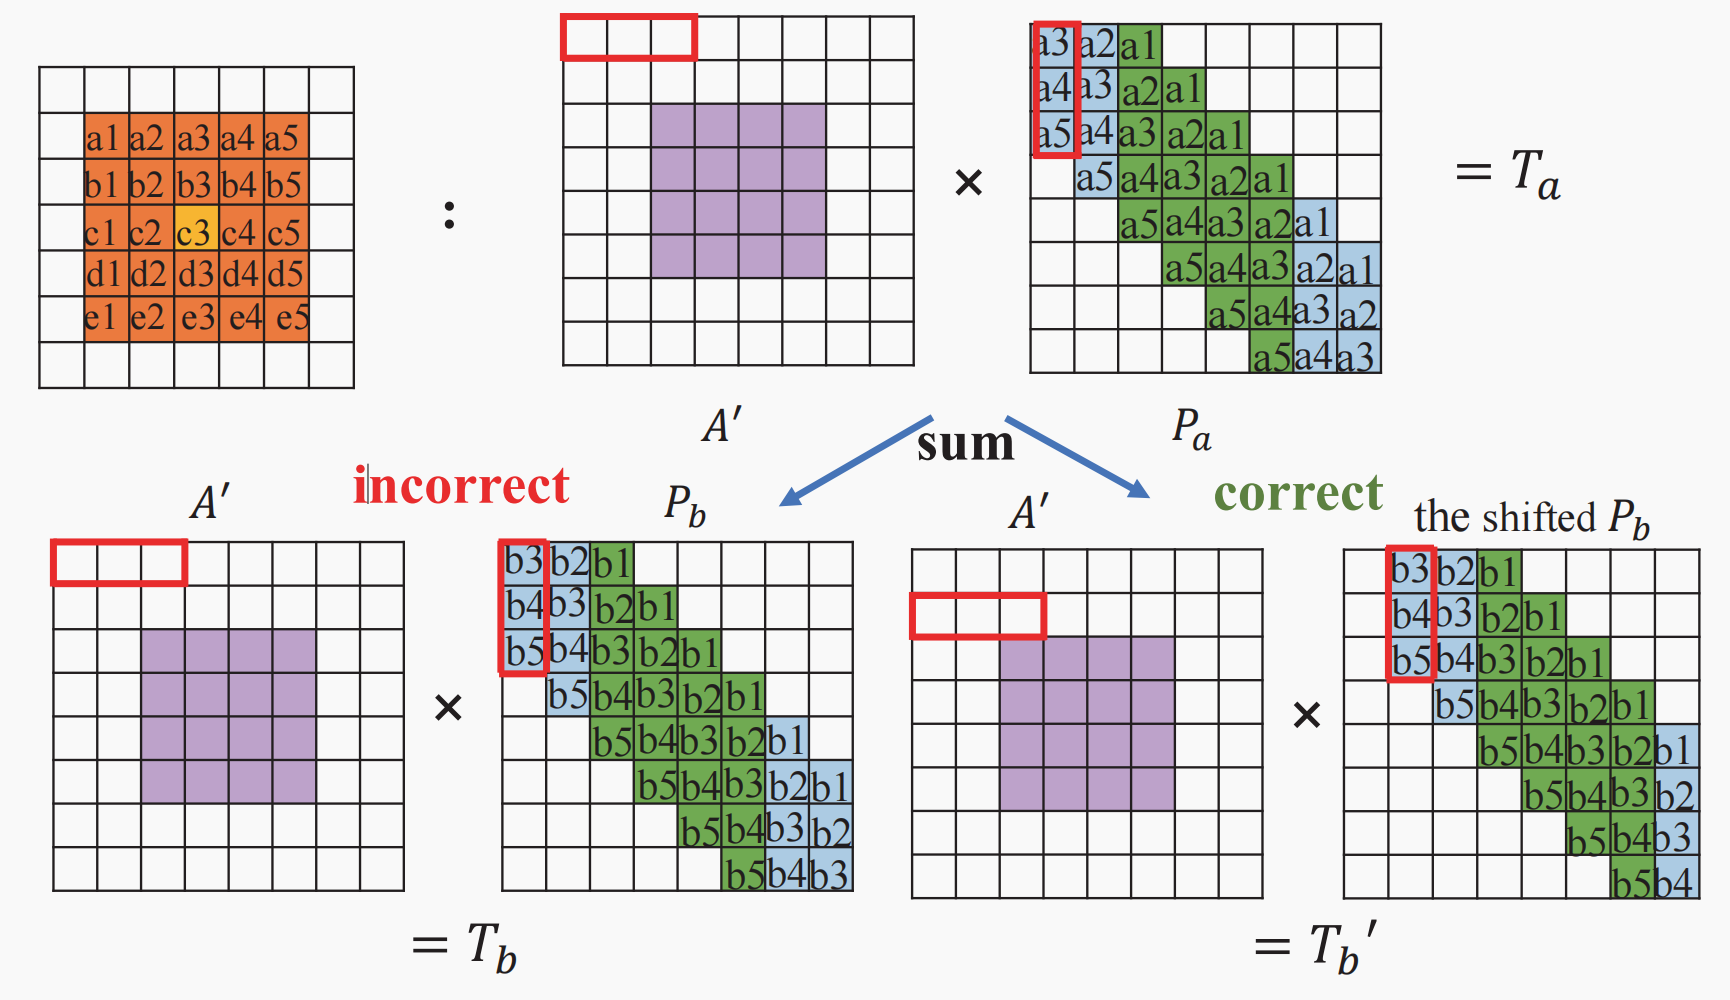 a1 a2 a3 a4 a5
b1 b2 b3 b4 b5
c1 c2 c3 c4 c5
d1 d2 d3 d4 d5
e1 e2 e3 e4 e5
:
A′
×
a3 a2 a1
a4 a3 a2 a1
a5 a4 a3 a2 a1
a5 a4 a3 a2 a1
a5 a4 a3 a2 a1
a5 a4 a3 a2 a1
a5 a4 a3 a2
a5 a4 a3
P_a
= T_a
sum
incorrect
correct
A′
×
P_b
b3 b2 b1
b4 b3 b2 b1
b5 b4 b3 b2 b1
b5 b4 b3 b2 b1
b5 b4 b3 b2 b1
b5 b4 b3 b2 b1
b5 b4 b3 b2
b5 b4 b3
= T_b
A′
×
the shifted P_b
b3 b2 b1
b4 b3 b2 b1
b5 b4 b3 b2 b1
b5 b4 b3 b2 b1
b5 b4 b3 b2 b1
b5 b4 b3 b2
b5 b4 b3
b5 b4
= T_b′